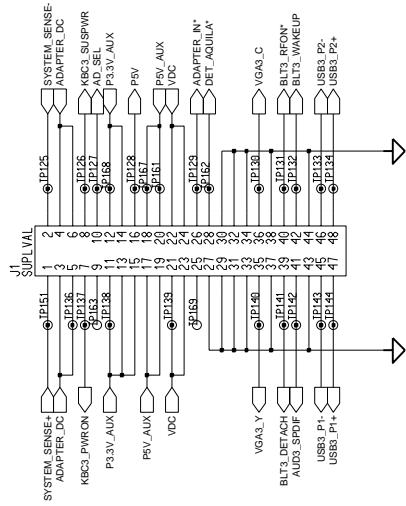 J1
SUPLVAL
SYSTEM_SENSE+
ADAPTER_DC
KBC3_PWRON
P3.3V_AUX
P5V_AUX
VDC
VGA3_Y
BLT3_DETACH
AUD3_SPDIF
USB3_P1-
USB3_P1+
TP151
TP136
TP137
TP163
TP138
TP139
TP169
TP140
TP141
TP142
TP143
TP144
1 2
3 4
5 6
7 8
9 10
11 12
13 14
15 16
17 18
19 20
21 22
23 24
25 26
27 28
29 30
31 32
33 34
35 36
37 38
39 40
41 42
43 44
45 46
47 48
TP125
TP126
TP127
TP168
TP128
TP167
TP161
TP129
TP162
TP130
TP131
TP132
TP133
TP134
SYSTEM_SENSE-
ADAPTER_DC
KBC3_SUSPWR
AD_SEL
P3.3V_AUX
P5V
P5V_AUX
VDC
ADAPTER_IN*
DET_AQUILA*
VGA3_C
BLT3_RFON*
BLT3_WAKEUP
USB3_P2-
USB3_P2+